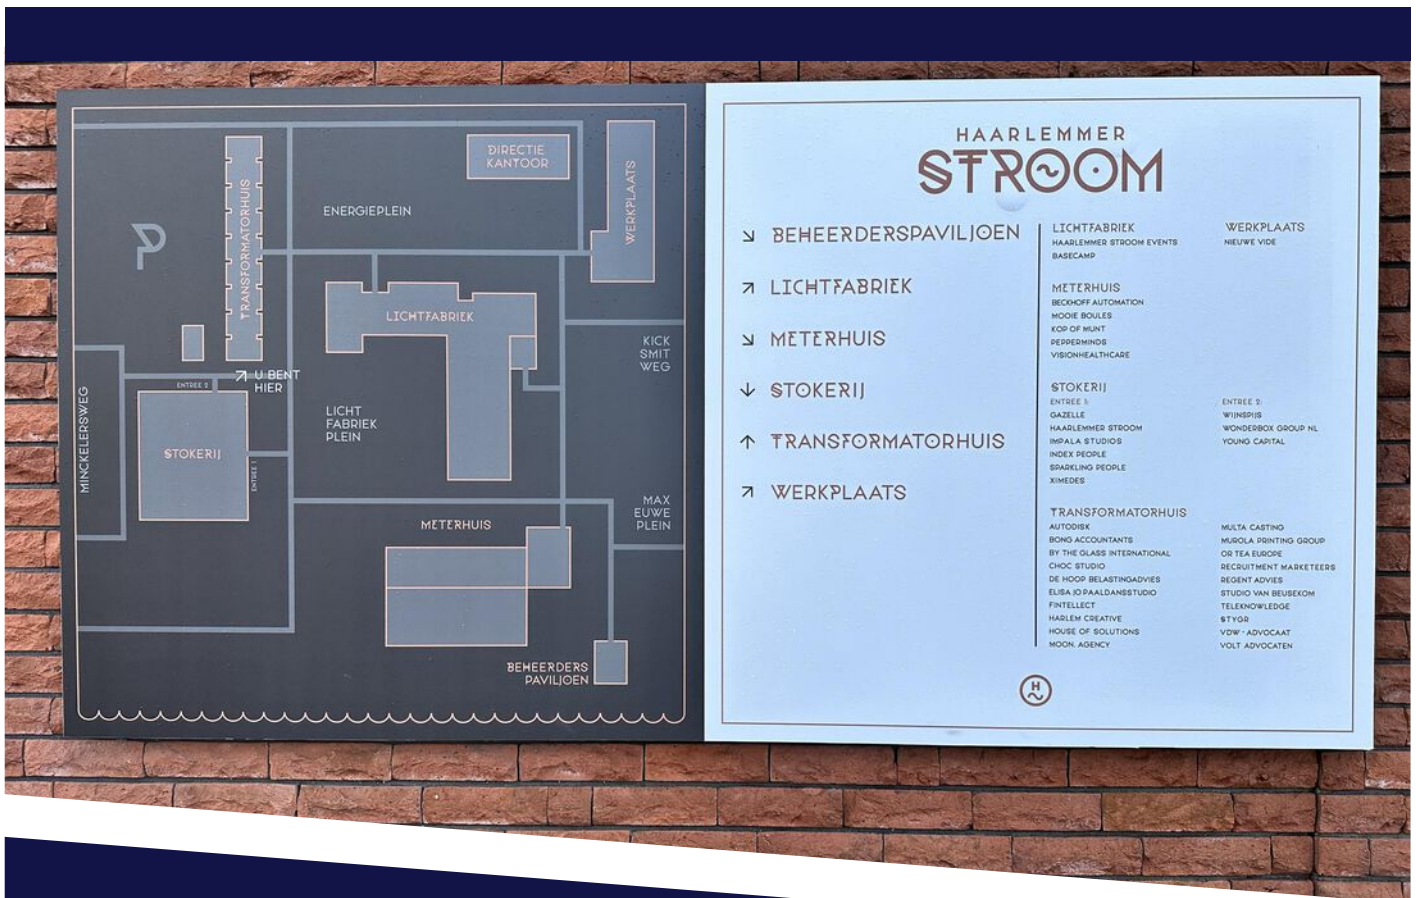 DIRECTIE
KANTOOR
WERKPLAATS
TRANSFORMATORHUIS
ENERGIEPLEIN
P
LICHTFABRIEK
KICK
SMIT
WEG
U BENT
HIER
ENTREE 2
MINCKELERSWEG
LICHT
FABRIEK
PLEIN
STOKERIJ
ENTREE 1
MAX
EUWE
PLEIN
METERHUIS
BEHEERDERS
PAVILJOEN
HAARLEMMER
STROOM
↘ BEHEERDERSPAVILJOEN
↗ LICHTFABRIEK
↘ METERHUIS
↓ STOKERIJ
↑ TRANSFORMATORHUIS
↗ WERKPLAATS
LICHTFABRIEK
HAARLEMMER STROOM EVENTS
BASECAMP
WERKPLAATS
NIEUWE VIDE
METERHUIS
BECKHOFF AUTOMATION
MOOIE BOULES
KOP OF MUNT
PEPPERMINDS
VISIONHEALTHCARE
STOKERIJ
ENTREE 1:
GAZELLE
HAARLEMMER STROOM
IMPALA STUDIOS
INDEX PEOPLE
SPARKLING PEOPLE
XIMEDES
ENTREE 2:
WIJNSPIJS
WONDERBOX GROUP NL
YOUNG CAPITAL
TRANSFORMATORHUIS
AUTODISK
BONG ACCOUNTANTS
BY THE GLASS INTERNATIONAL
CHOC STUDIO
DE HOOP BELASTINGADVIES
ELISA JO PAALDANSSTUDIO
FINTELLECT
HARLEM CREATIVE
HOUSE OF SOLUTIONS
MOON. AGENCY
MULTA CASTING
MUROLA PRINTING GROUP
OR TEA EUROPE
RECRUITMENT MARKETEERS
REGENT ADVIES
STUDIO VAN BEUSEKOM
TELEKNOWLEDGE
STYGR
VDW - ADVOCAAT
VOLT ADVOCATEN
H